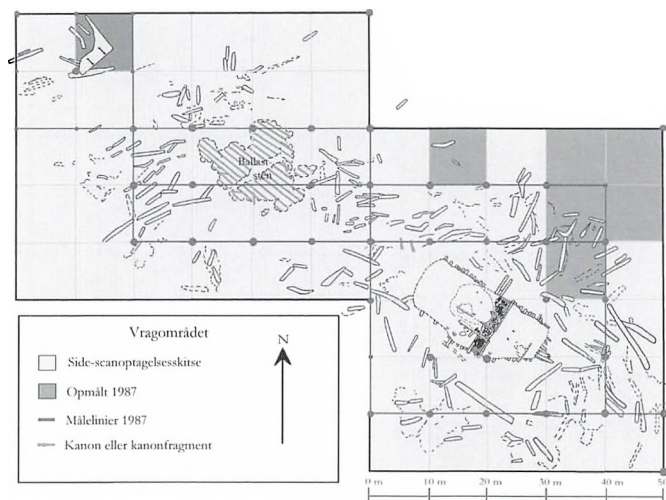 Ballast-
sten
Vragområdet
Side-scanoptagelsesskitse
Opmålt 1987
Målelinier 1987
Kanon eller kanonfragment
N
0 m
10 m
20 m
30 m
40 m